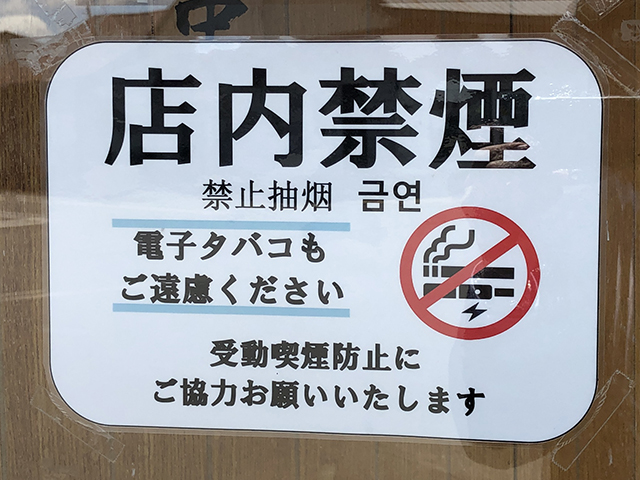 店内禁煙
禁止抽烟 금연
電子タバコも
ご遠慮ください
受動喫煙防止に
ご協力お願いいたします